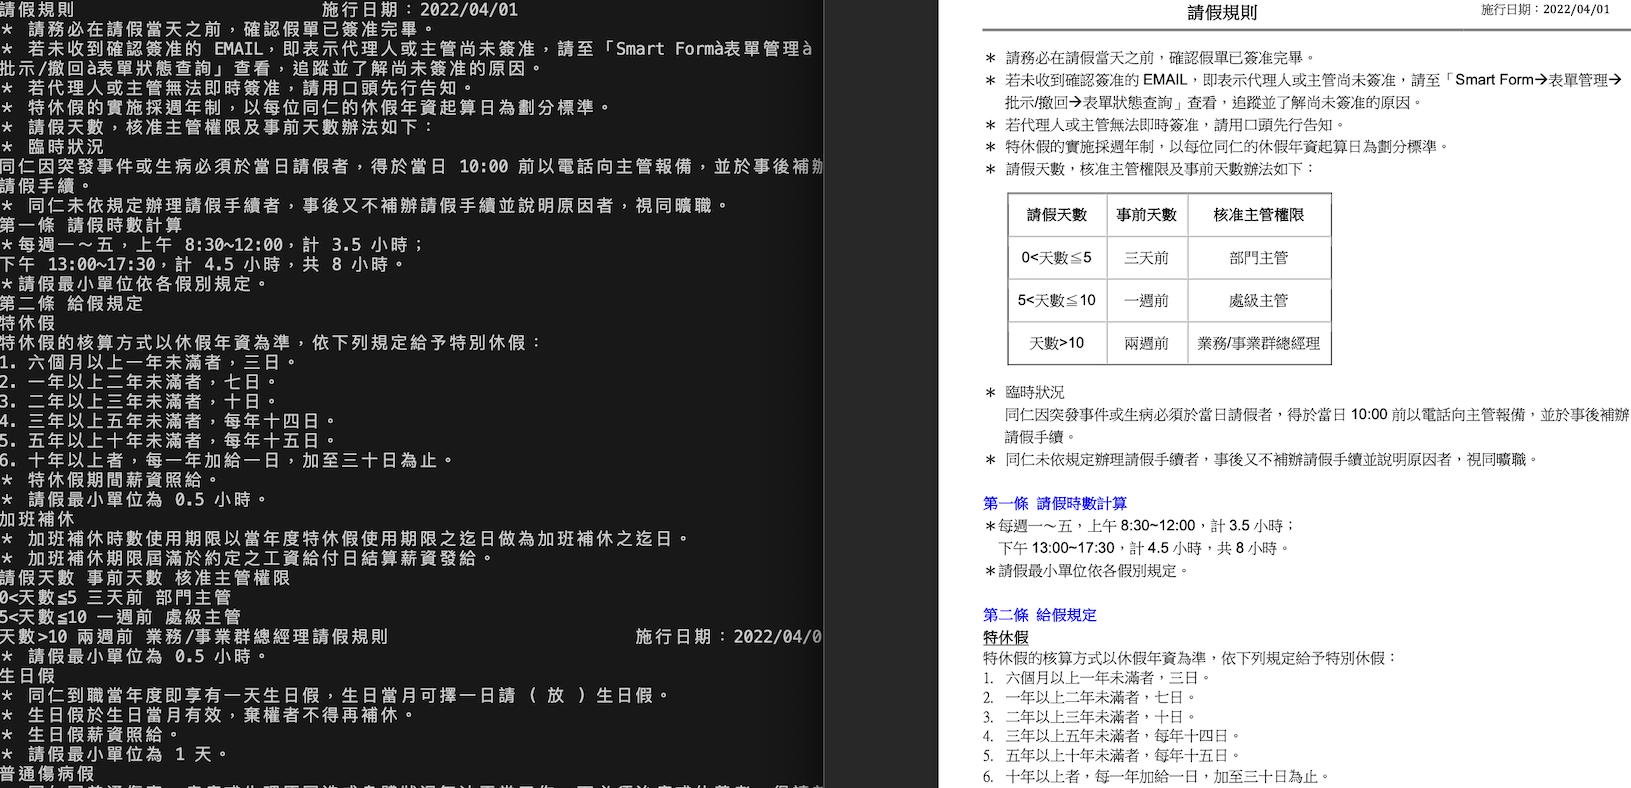 請假規則 施行日期：2022/04/01
* 請務必在請假當天之前，確認假單已簽准完畢。
* 若未收到確認簽准的 EMAIL，即表示代理人或主管尚未簽准，請至「Smart Formà表單管理à
批示/撤回à表單狀態查詢」查看，追蹤並了解尚未簽准的原因。
* 若代理人或主管無法即時簽准，請用口頭先行告知。
* 特休假的實施採週年制，以每位同仁的休假年資起算日為劃分標準。
* 請假天數，核准主管權限及事前天數辦法如下：
* 臨時狀況
同仁因突發事件或生病必須於當日請假者，得於當日 10:00 前以電話向主管報備，並於事後補辦
請假手續。
* 同仁未依規定辦理請假手續者，事後又不補辦請假手續並說明原因者，視同曠職。
第一條 請假時數計算
*每週一～五，上午 8:30~12:00，計 3.5 小時；
下午 13:00~17:30，計 4.5 小時，共 8 小時。
*請假最小單位依各假別規定。
第二條 給假規定
特休假
特休假的核算方式以休假年資為準，依下列規定給予特別休假：
1. 六個月以上一年未滿者，三日。
2. 一年以上二年未滿者，七日。
3. 二年以上三年未滿者，十日。
4. 三年以上五年未滿者，每年十四日。
5. 五年以上十年未滿者，每年十五日。
6. 十年以上者，每一年加給一日，加至三十日為止。
* 特休假期間薪資照給。
* 請假最小單位為 0.5 小時。
加班補休
* 加班補休時數使用期限以當年度特休假使用期限之迄日做為加班補休之迄日。
* 加班補休期限屆滿於約定之工資給付日結算薪資發給。
請假天數 事前天數 核准主管權限
0<天數≦5 三天前 部門主管
5<天數≦10 一週前 處級主管
天數>10 兩週前 業務/事業群總經理請假規則 施行日期：2022/04/0
* 請假最小單位為 0.5 小時。
生日假
* 同仁到職當年度即享有一天生日假，生日當月可擇一日請 ( 放 ) 生日假。
* 生日假於生日當月有效，棄權者不得再補休。
* 生日假薪資照給。
* 請假最小單位為 1 天。
普通傷病假
請假規則 施行日期：2022/04/01
＊ 請務必在請假當天之前，確認假單已簽准完畢。
＊ 若未收到確認簽准的 EMAIL，即表示代理人或主管尚未簽准，請至「Smart Form→表單管理→
批示/撤回→表單狀態查詢」查看，追蹤並了解尚未簽准的原因。
＊ 若代理人或主管無法即時簽准，請用口頭先行告知。
＊ 特休假的實施採週年制，以每位同仁的休假年資起算日為劃分標準。
＊ 請假天數，核准主管權限及事前天數辦法如下：
請假天數 事前天數 核准主管權限
0<天數≦5 三天前 部門主管
5<天數≦10 一週前 處級主管
天數>10 兩週前 業務/事業群總經理
＊ 臨時狀況
同仁因突發事件或生病必須於當日請假者，得於當日 10:00 前以電話向主管報備，並於事後補辦
請假手續。
＊ 同仁未依規定辦理請假手續者，事後又不補辦請假手續並說明原因者，視同曠職。
第一條 請假時數計算
＊每週一～五，上午 8:30~12:00，計 3.5 小時；
下午 13:00~17:30，計 4.5 小時，共 8 小時。
＊請假最小單位依各假別規定。
第二條 給假規定
特休假
特休假的核算方式以休假年資為準，依下列規定給予特別休假：
1. 六個月以上一年未滿者，三日。
2. 一年以上二年未滿者，七日。
3. 二年以上三年未滿者，十日。
4. 三年以上五年未滿者，每年十四日。
5. 五年以上十年未滿者，每年十五日。
6. 十年以上者，每一年加給一日，加至三十日為止。